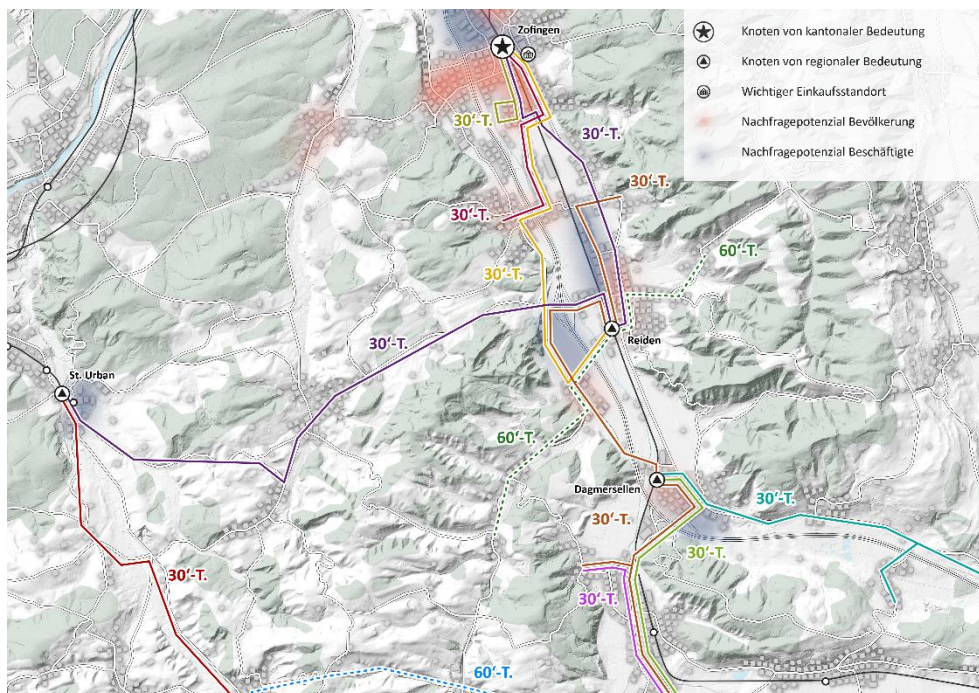 Zofingen
Knoten von kantonaler Bedeutung
Knoten von regionaler Bedeutung
Wichtiger Einkaufsstandort
Nachfragepotenzial Bevölkerung
Nachfragepotenzial Beschäftigte
30‘-T.
30‘-T.
30‘-T.
30‘-T.
60‘-T.
30‘-T.
30‘-T.
Reiden
St. Urban
60‘-T.
Dagmersellen
30‘-T.
30‘-T.
30‘-T.
30‘-T.
30‘-T.
60‘-T.